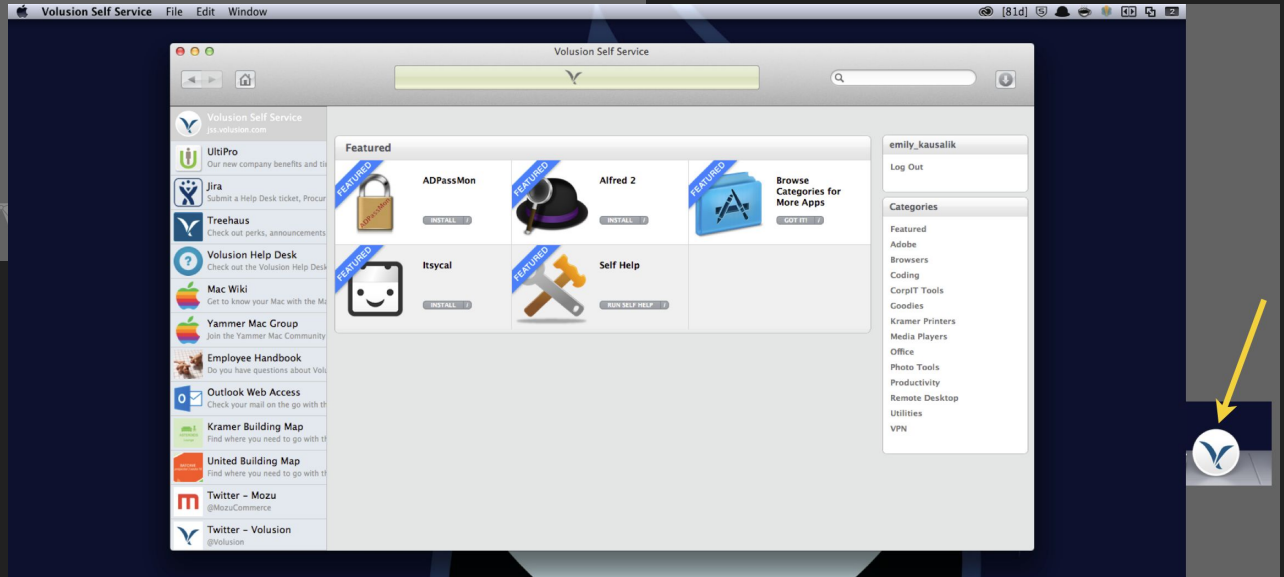 Volusion Self Service File Edit Window
[81d]
2
Volusion Self Service
Volusion Self Service
jss.volusion.com
UltiPro
Our new company benefits and ti
Jira
Submit a Help Desk ticket, Procur
Treehaus
Check out perks, announcements
Volusion Help Desk
Check out the Volusion Help Desk
Mac Wiki
Get to know your Mac with the Ma
Yammer Mac Group
Join the Yammer Mac Community
Employee Handbook
Do you have questions about Volu
Outlook Web Access
Check your mail on the go with th
Kramer Building Map
Find where you need to go with th
United Building Map
Find where you need to go with th
Twitter – Mozu
@MozuCommerce
Twitter – Volusion
@Volusion
Featured
FEATURED
ADPassMon
ADPassMon
INSTALL i
FEATURED
Alfred 2
INSTALL i
FEATURED
Browse
Categories for
More Apps
GOT IT! i
FEATURED
Itsycal
INSTALL i
FEATURED
Self Help
RUN SELF HELP i
emily_kausalik
Log Out
Categories
Featured
Adobe
Browsers
Coding
CorpIT Tools
Goodies
Kramer Printers
Media Players
Office
Photo Tools
Productivity
Remote Desktop
Utilities
VPN